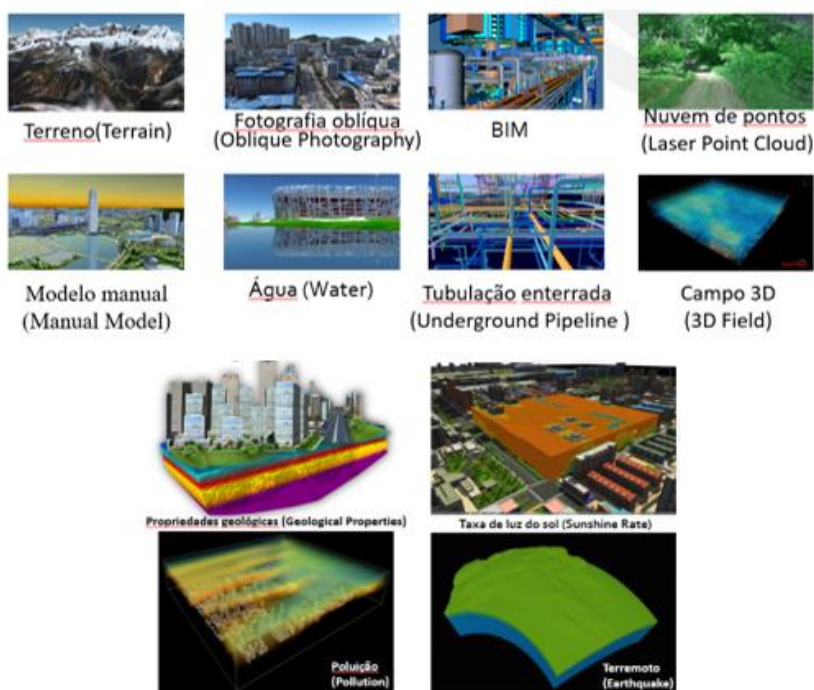 Terreno(Terrain)
Fotografia oblíqua
(Oblique Photography)
BIM
Nuvem de pontos
(Laser Point Cloud)
Modelo manual
(Manual Model)
Água (Water)
Tubulação enterrada
(Underground Pipeline )
Campo 3D
(3D Field)
Propriedades geológicas (Geological Properties)
Taxa de luz do sol (Sunshine Rate)
Poluição
(Pollution)
Terremoto
(Earthquake)